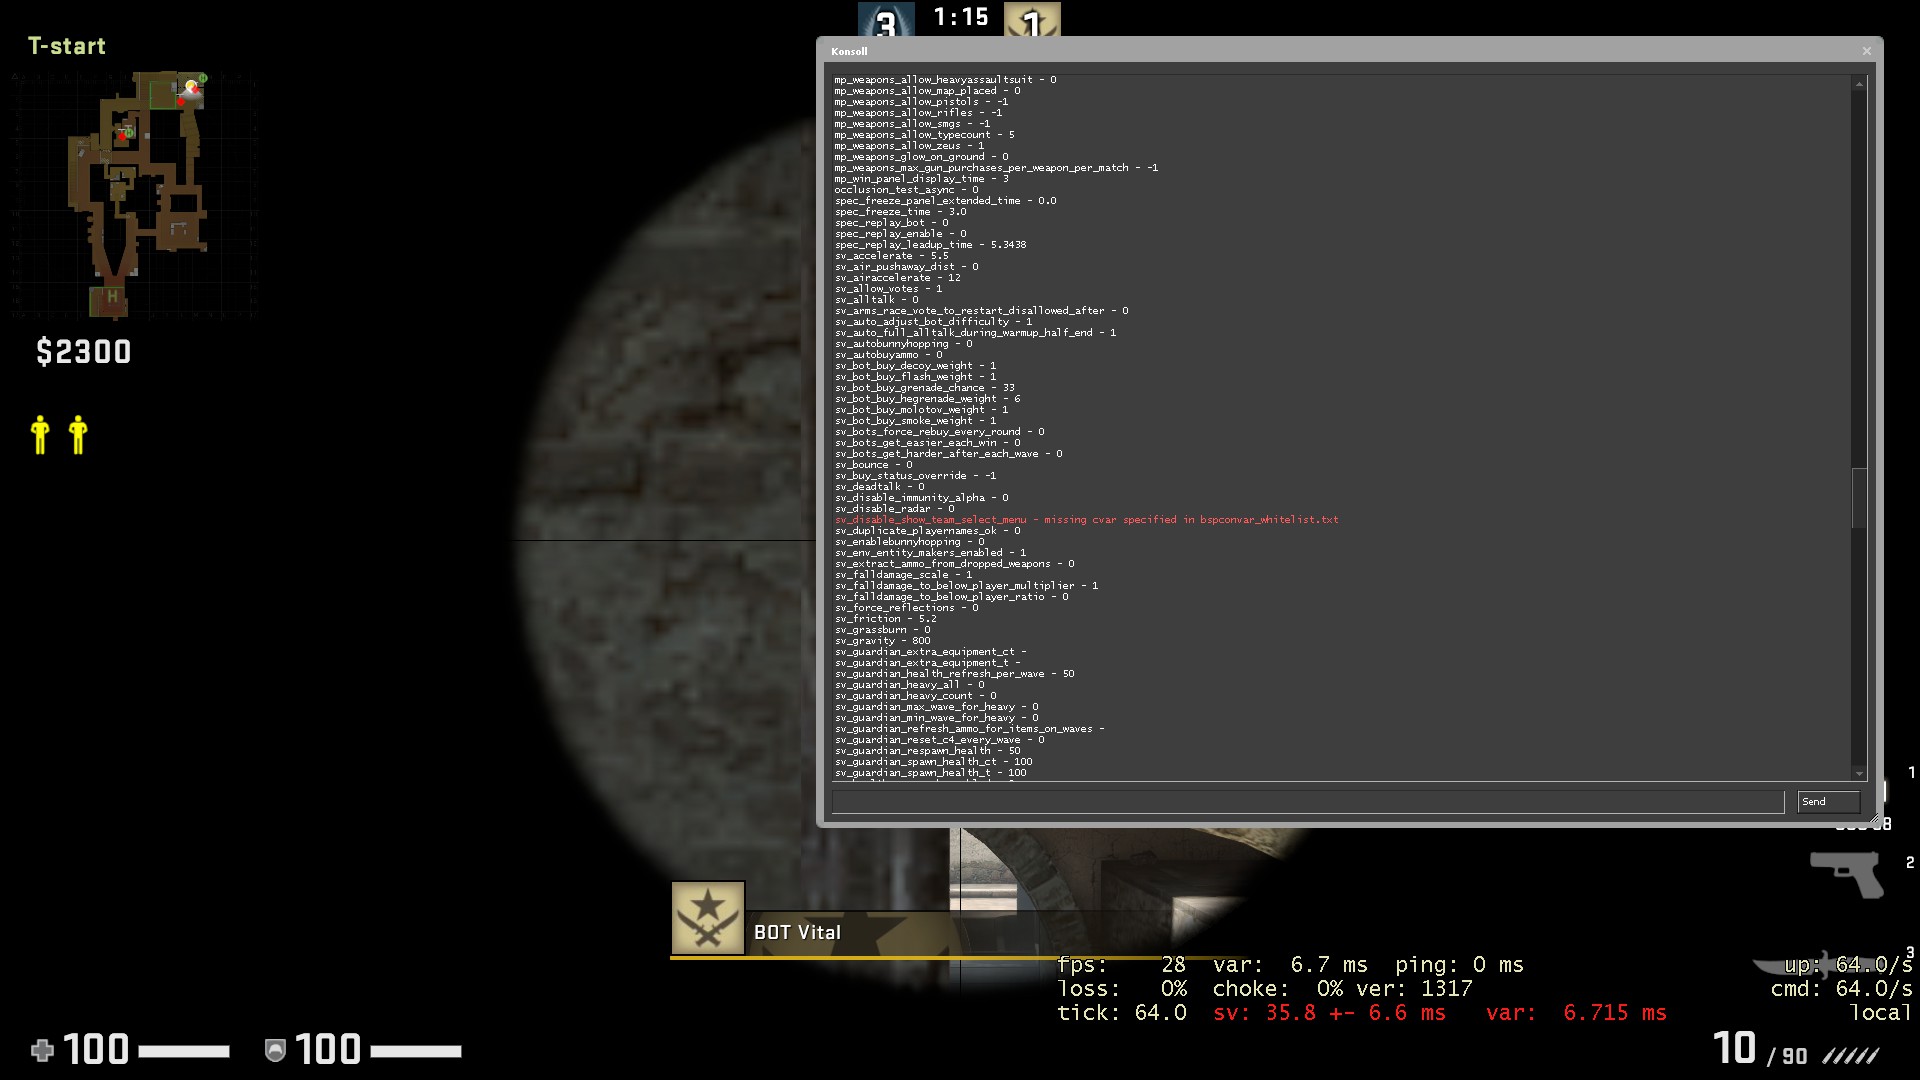 3 1:15 1
T-start
$2300
Konsoll
mp_weapons_allow_heavyassaultsuit - 0
mp_weapons_allow_map_placed - 0
mp_weapons_allow_pistols - -1
mp_weapons_allow_rifles - -1
mp_weapons_allow_smgs - -1
mp_weapons_allow_typecount - 5
mp_weapons_allow_zeus - 1
mp_weapons_glow_on_ground - 0
mp_weapons_max_gun_purchases_per_weapon_per_match - -1
mp_win_panel_display_time - 3
occlusion_test_async - 0
spec_freeze_panel_extended_time - 0.0
spec_freeze_time - 3.0
spec_replay_bot - 0
spec_replay_enable - 0
spec_replay_leadup_time - 5.3438
sv_accelerate - 5.5
sv_air_pushaway_dist - 0
sv_airaccelerate - 12
sv_allow_votes - 1
sv_alltalk - 0
sv_arms_race_vote_to_restart_disallowed_after - 0
sv_auto_adjust_bot_difficulty - 1
sv_auto_full_alltalk_during_warmup_half_end - 1
sv_autobunnyhopping - 0
sv_autobuyammo - 0
sv_bot_buy_decoy_weight - 1
sv_bot_buy_flash_weight - 1
sv_bot_buy_grenade_chance - 33
sv_bot_buy_hegrenade_weight - 6
sv_bot_buy_molotov_weight - 1
sv_bot_buy_smoke_weight - 1
sv_bots_force_rebuy_every_round - 0
sv_bots_get_easier_each_win - 0
sv_bots_get_harder_after_each_wave - 0
sv_bounce - 0
sv_buy_status_override - -1
sv_deadtalk - 0
sv_disable_immunity_alpha - 0
sv_disable_radar - 0
sv_disable_show_team_select_menu - missing cvar specified in bspconvar_whitelist.txt
sv_duplicate_playernames_ok - 0
sv_enablebunnyhopping - 0
sv_env_entity_makers_enabled - 1
sv_extract_ammo_from_dropped_weapons - 0
sv_falldamage_scale - 1
sv_falldamage_to_below_player_multiplier - 1
sv_falldamage_to_below_player_ratio - 0
sv_force_reflections - 0
sv_friction - 5.2
sv_grassburn - 0
sv_gravity - 800
sv_guardian_extra_equipment_ct -
sv_guardian_extra_equipment_t -
sv_guardian_health_refresh_per_wave - 50
sv_guardian_heavy_all - 0
sv_guardian_heavy_count - 0
sv_guardian_max_wave_for_heavy - 0
sv_guardian_min_wave_for_heavy - 0
sv_guardian_refresh_ammo_for_items_on_waves -
sv_guardian_reset_c4_every_wave - 0
sv_guardian_respawn_health - 50
sv_guardian_spawn_health_ct - 100
sv_guardian_spawn_health_t - 100
Send
1
2
3
BOT Vital
fps: 28 var: 6.7 ms ping: 0 ms up: 64.0/s
loss: 0% choke: 0% ver: 1317 cmd: 64.0/s
tick: 64.0 sv: 35.8 +- 6.6 ms var: 6.715 ms local
100 100 10 / 90